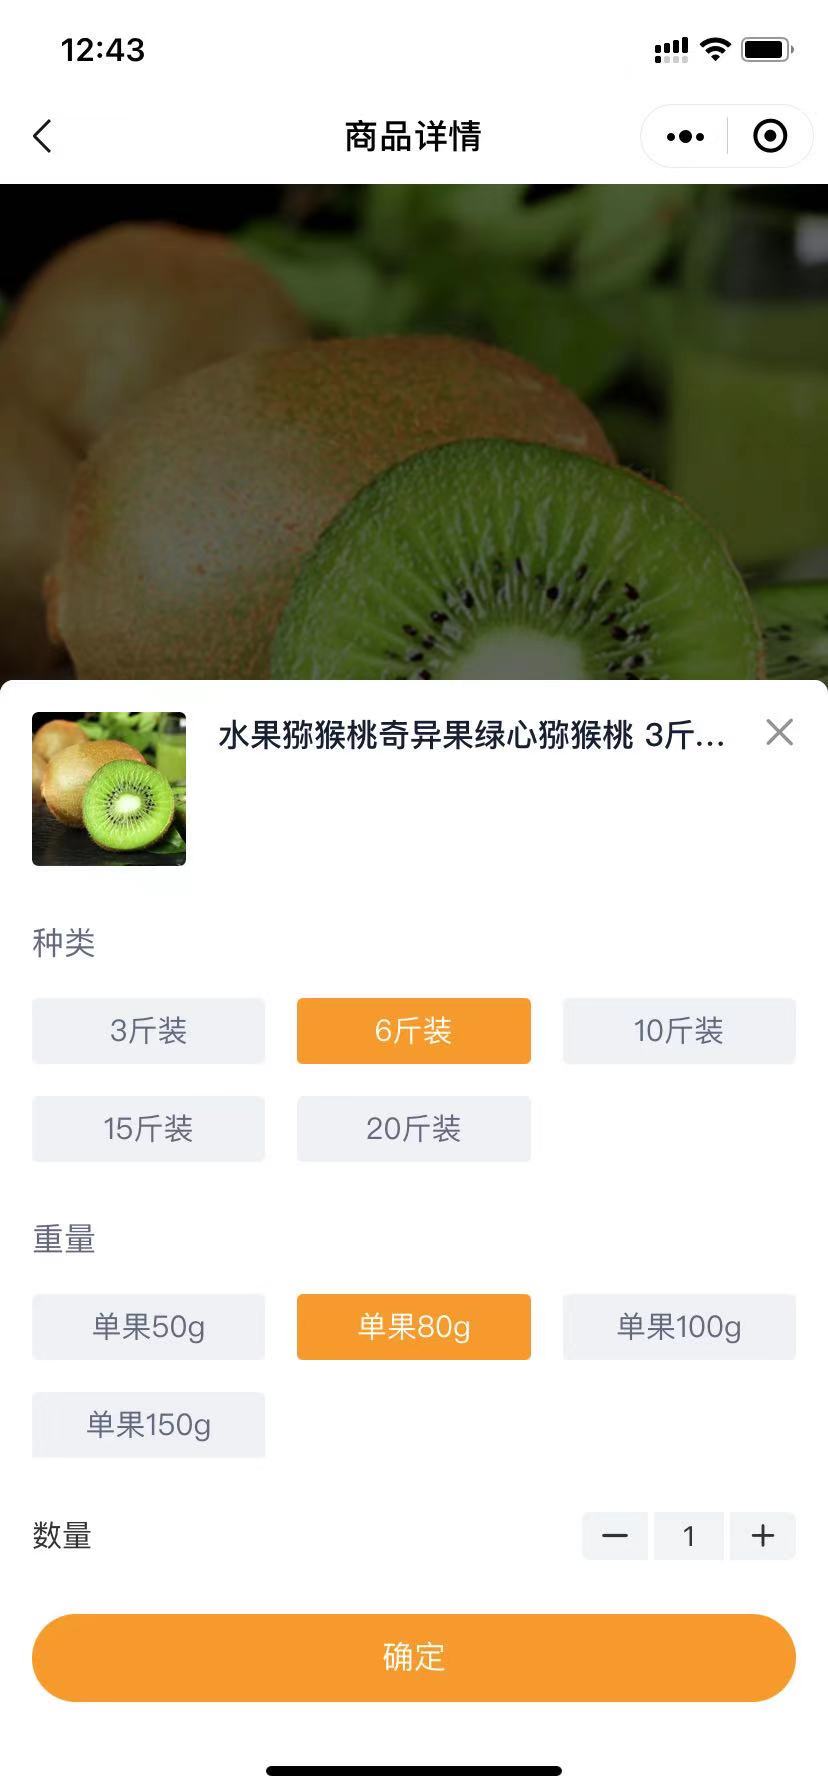 12:43
商品详情
水果猕猴桃奇异果绿心猕猴桃 3斤...
种类
3斤装
6斤装
10斤装
15斤装
20斤装
重量
单果50g
单果80g
单果100g
单果150g
数量
1
确定